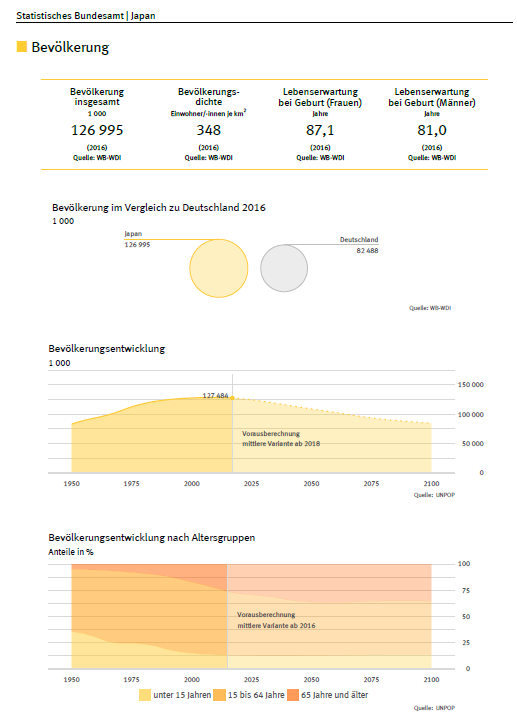 Statistisches Bundesamt | Japan
Bevölkerung
Bevölkerung insgesamt
1 000
126 995
(2016)
Quelle: WB-WDI
Bevölkerungs-
dichte
Einwohner/-innen je km²
348
(2016)
Quelle: WB-WDI
Lebenserwartung
bei Geburt (Frauen)
Jahre
87,1
(2016)
Quelle: WB-WDI
Lebenserwartung
bei Geburt (Männer)
Jahre
81,0
(2016)
Quelle: WB-WDI
Bevölkerung im Vergleich zu Deutschland 2016
1 000
Japan
126 995
Deutschland
82 488
Quelle: WB-WDI
Bevölkerungsentwicklung
1 000
127 484
150 000
100 000
50 000
0
Vorausberechnung
mittlere Variante ab 2018
1950 1975 2000 2025 2050 2075 2100
Quelle: UNPOP
Bevölkerungsentwicklung nach Altersgruppen
Anteile in %
100
75
50
25
0
Vorausberechnung
mittlere Variante ab 2016
1950 1975 2000 2025 2050 2075 2100
unter 15 Jahren 15 bis 64 Jahre 65 Jahre und älter
Quelle: UNPOP